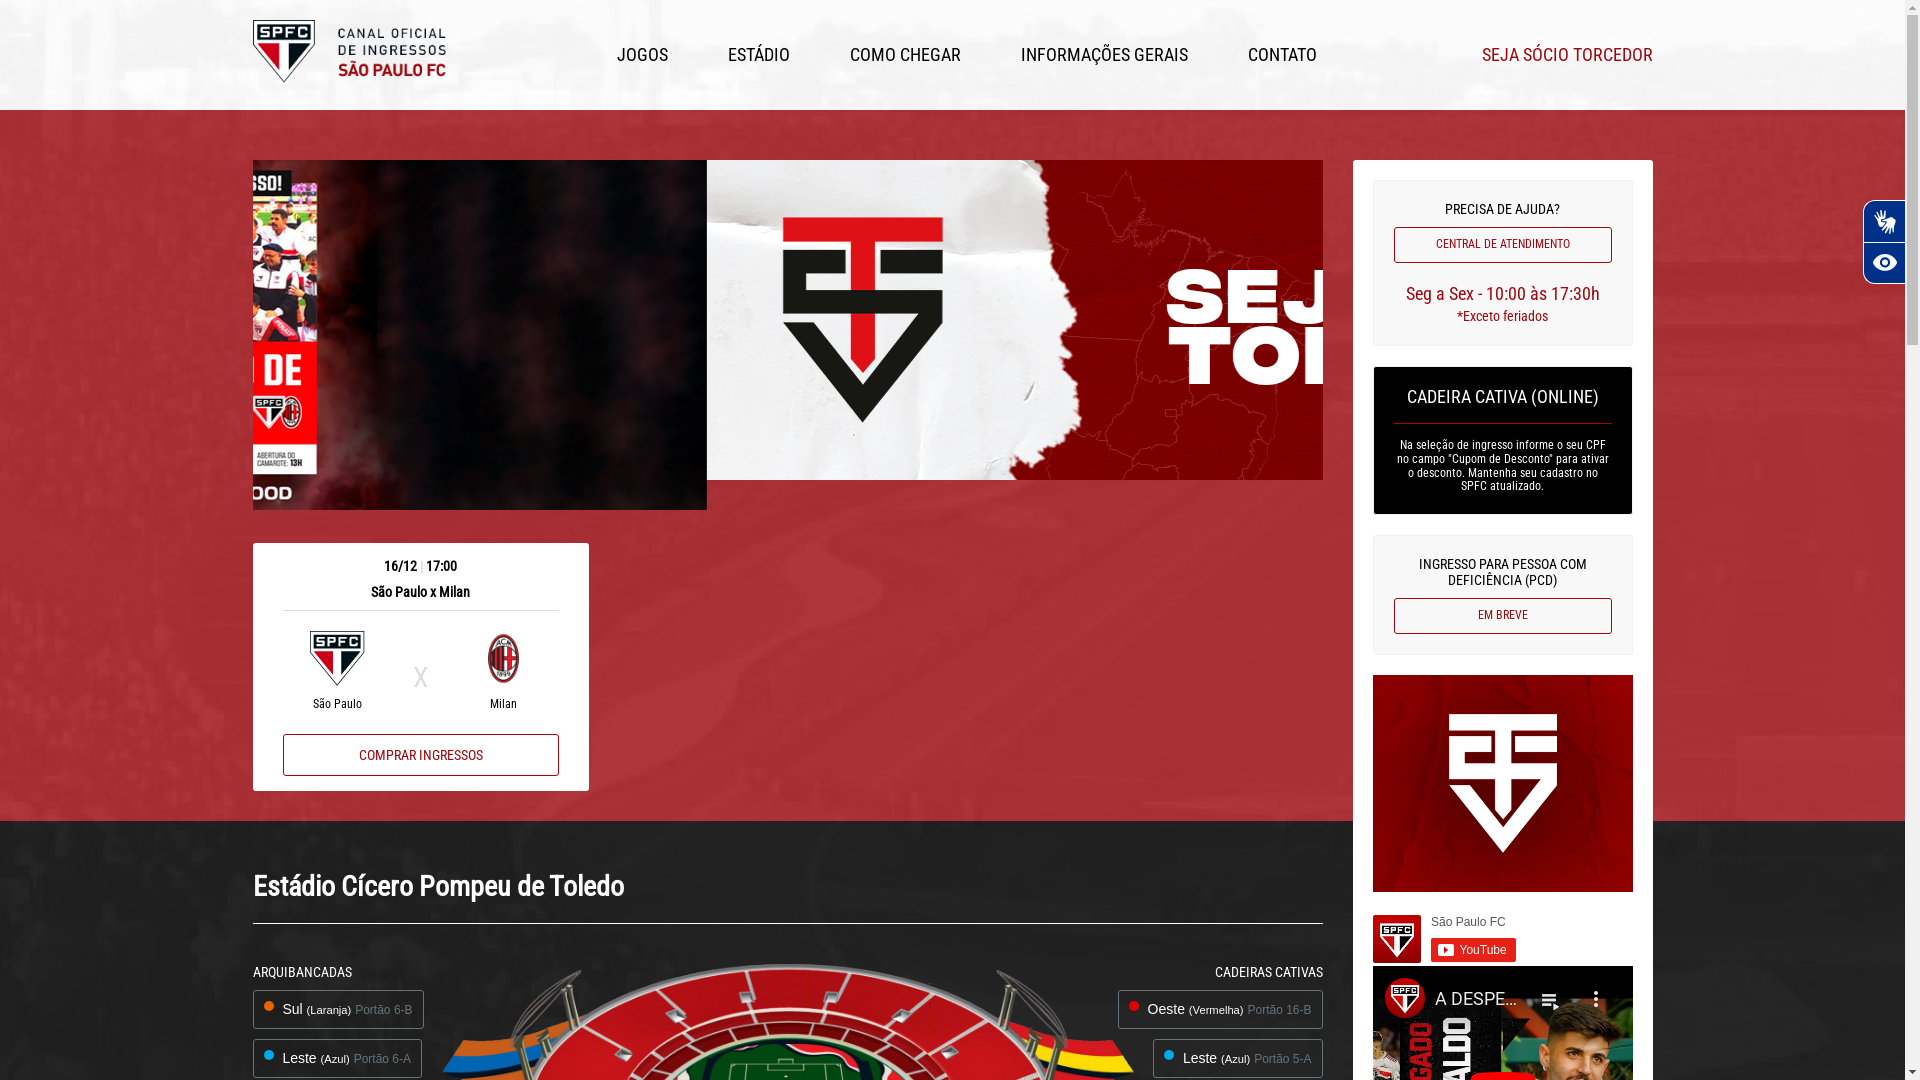 SPFC
CANAL OFICIAL
DE INGRESSOS
SÃO PAULO FC
JOGOS
ESTÁDIO
COMO CHEGAR
INFORMAÇÕES GERAIS
CONTATO
SEJA SÓCIO TORCEDOR
SSO!
DE
SPFC
ABERTURA DO
CAMAROTE: 13H
OOD
SEJ
TO
PRECISA DE AJUDA?
CENTRAL DE ATENDIMENTO
Seg a Sex - 10:00 às 17:30h
*Exceto feriados
CADEIRA CATIVA (ONLINE)
Na seleção de ingresso informe o seu CPF
no campo "Cupom de Desconto" para ativar
o desconto. Mantenha seu cadastro no
SPFC atualizado.
INGRESSO PARA PESSOA COM
DEFICIÊNCIA (PCD)
EM BREVE
16/12 | 17:00
São Paulo x Milan
SPFC
X
São Paulo
Milan
COMPRAR INGRESSOS
Estádio Cícero Pompeu de Toledo
ARQUIBANCADAS
Sul (Laranja) Portão 6-B
Leste (Azul) Portão 6-A
CADEIRAS CATIVAS
Oeste (Vermelha) Portão 16-B
Leste (Azul) Portão 5-A
SPFC
São Paulo FC
YouTube
SPFC
A DESPE...
GADO
ALDO